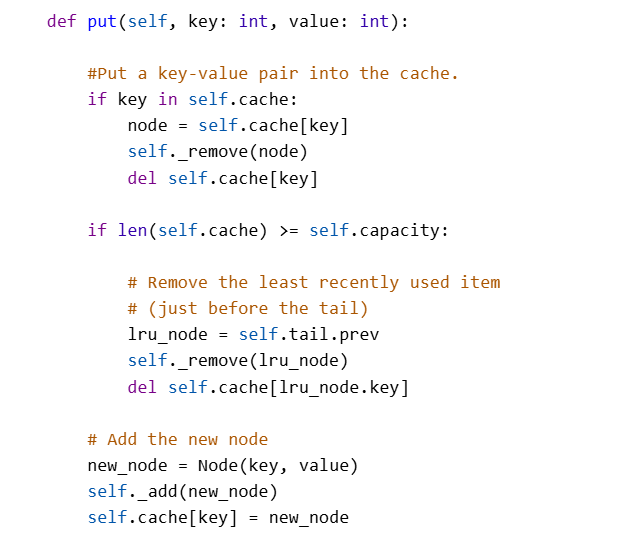 def put(self, key: int, value: int):
#Put a key-value pair into the cache.
if key in self.cache:
node = self.cache[key]
self._remove(node)
del self.cache[key]
if len(self.cache) >= self.capacity:
# Remove the least recently used item
# (just before the tail)
lru_node = self.tail.prev
self._remove(lru_node)
del self.cache[lru_node.key]
# Add the new node
new_node = Node(key, value)
self._add(new_node)
self.cache[key] = new_node